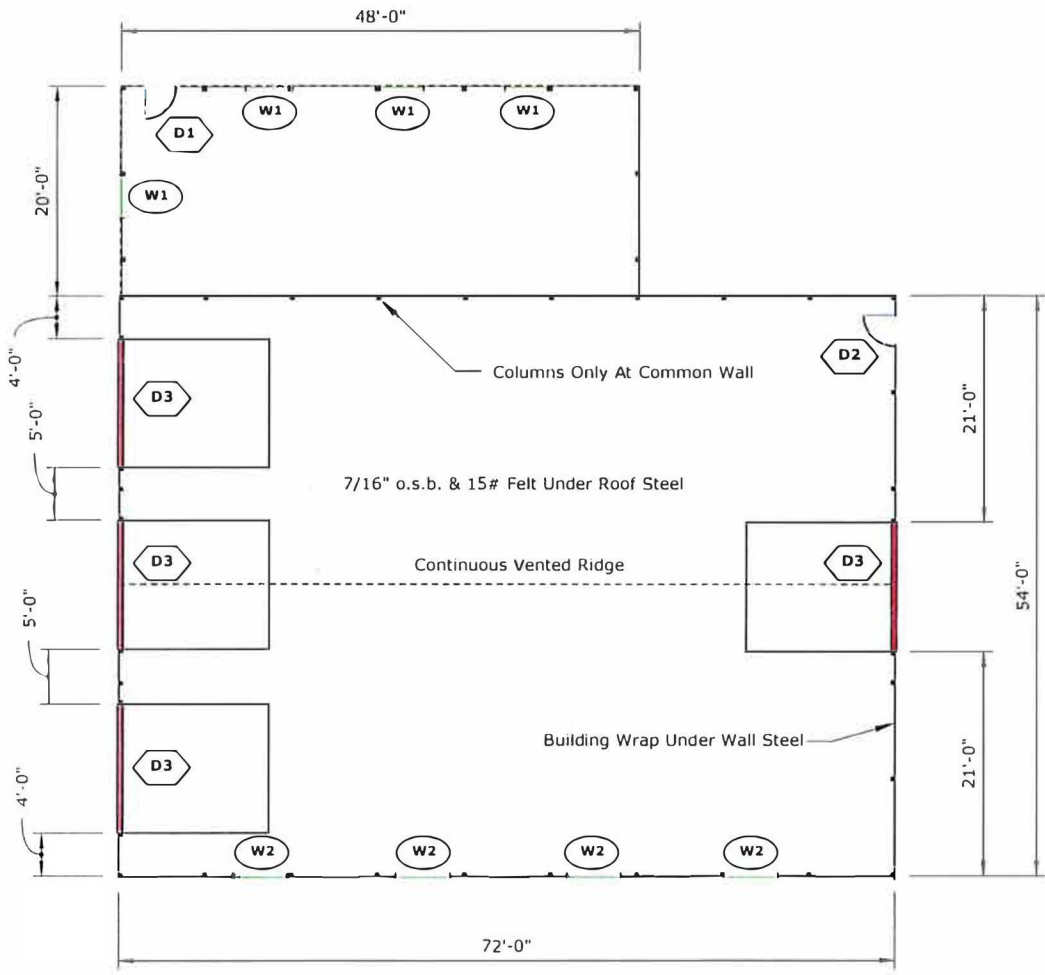 48'-0"
W1
W1
W1
D1
20'-0"
W1
4'-0"
D2
Columns Only At Common Wall
D3
21'-0"
5'-0"
7/16" o.s.b. & 15# Felt Under Roof Steel
D3
Continuous Vented Ridge
D3
54'-0"
5'-0"
Building Wrap Under Wall Steel
D3
21'-0"
4'-0"
W2
W2
W2
W2
72'-0"